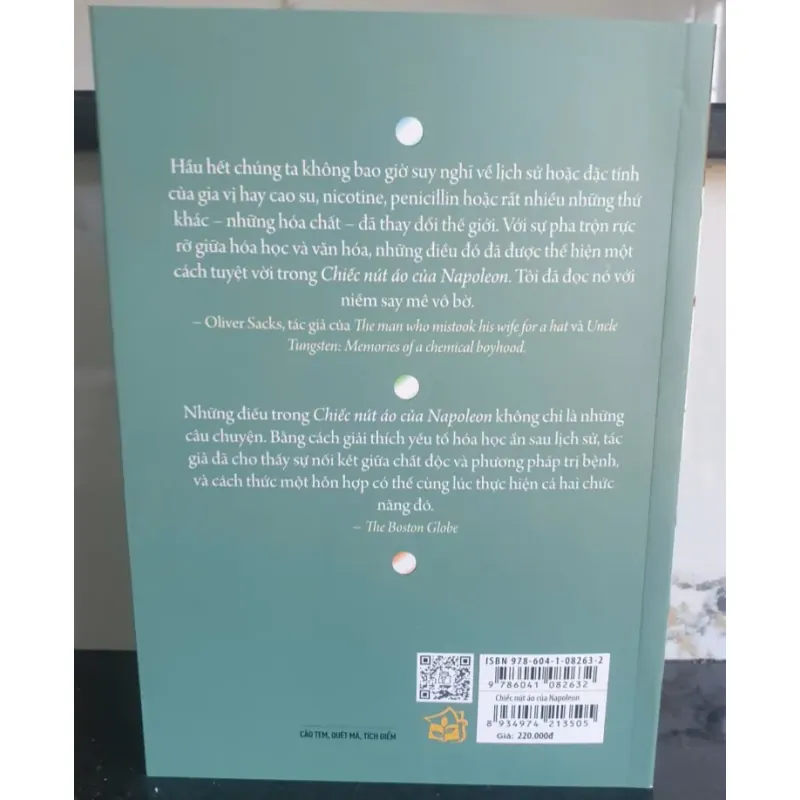 Hầu hết chúng ta không bao giờ suy nghĩ về lịch sử hoặc đặc tính
của gia vị hay cao su, nicotine, penicillin hoặc rất nhiều những thứ
khác – những hóa chất – đã thay đổi thế giới. Với sự pha trộn rực
rỡ giữa hóa học và văn hóa, những điều đó đã được thể hiện một
cách tuyệt vời trong Chiếc nút áo của Napoleon. Tôi đã đọc nó với
niềm say mê vô bờ.
– Oliver Sacks, tác giả của The man who mistook his wife for a hat và Uncle
Tungsten: Memories of a chemical boyhood.
Những điều trong Chiếc nút áo của Napoleon không chỉ là những
câu chuyện. Bằng cách giải thích yếu tố hóa học ẩn sau lịch sử, tác
giả đã cho thấy sự nối kết giữa chất độc và phương pháp trị bệnh,
và cách thức một hỗn hợp có thể cùng lúc thực hiện cả hai chức
năng đó.
– The Boston Globe
ISBN 978-604-1-08263-2
9 786041 082632
Chiếc nút áo của Napoleon
8 934974 213505
Giá: 220.000đ
CÀO TEM, QUÉT MÃ, TÍCH ĐIỂM